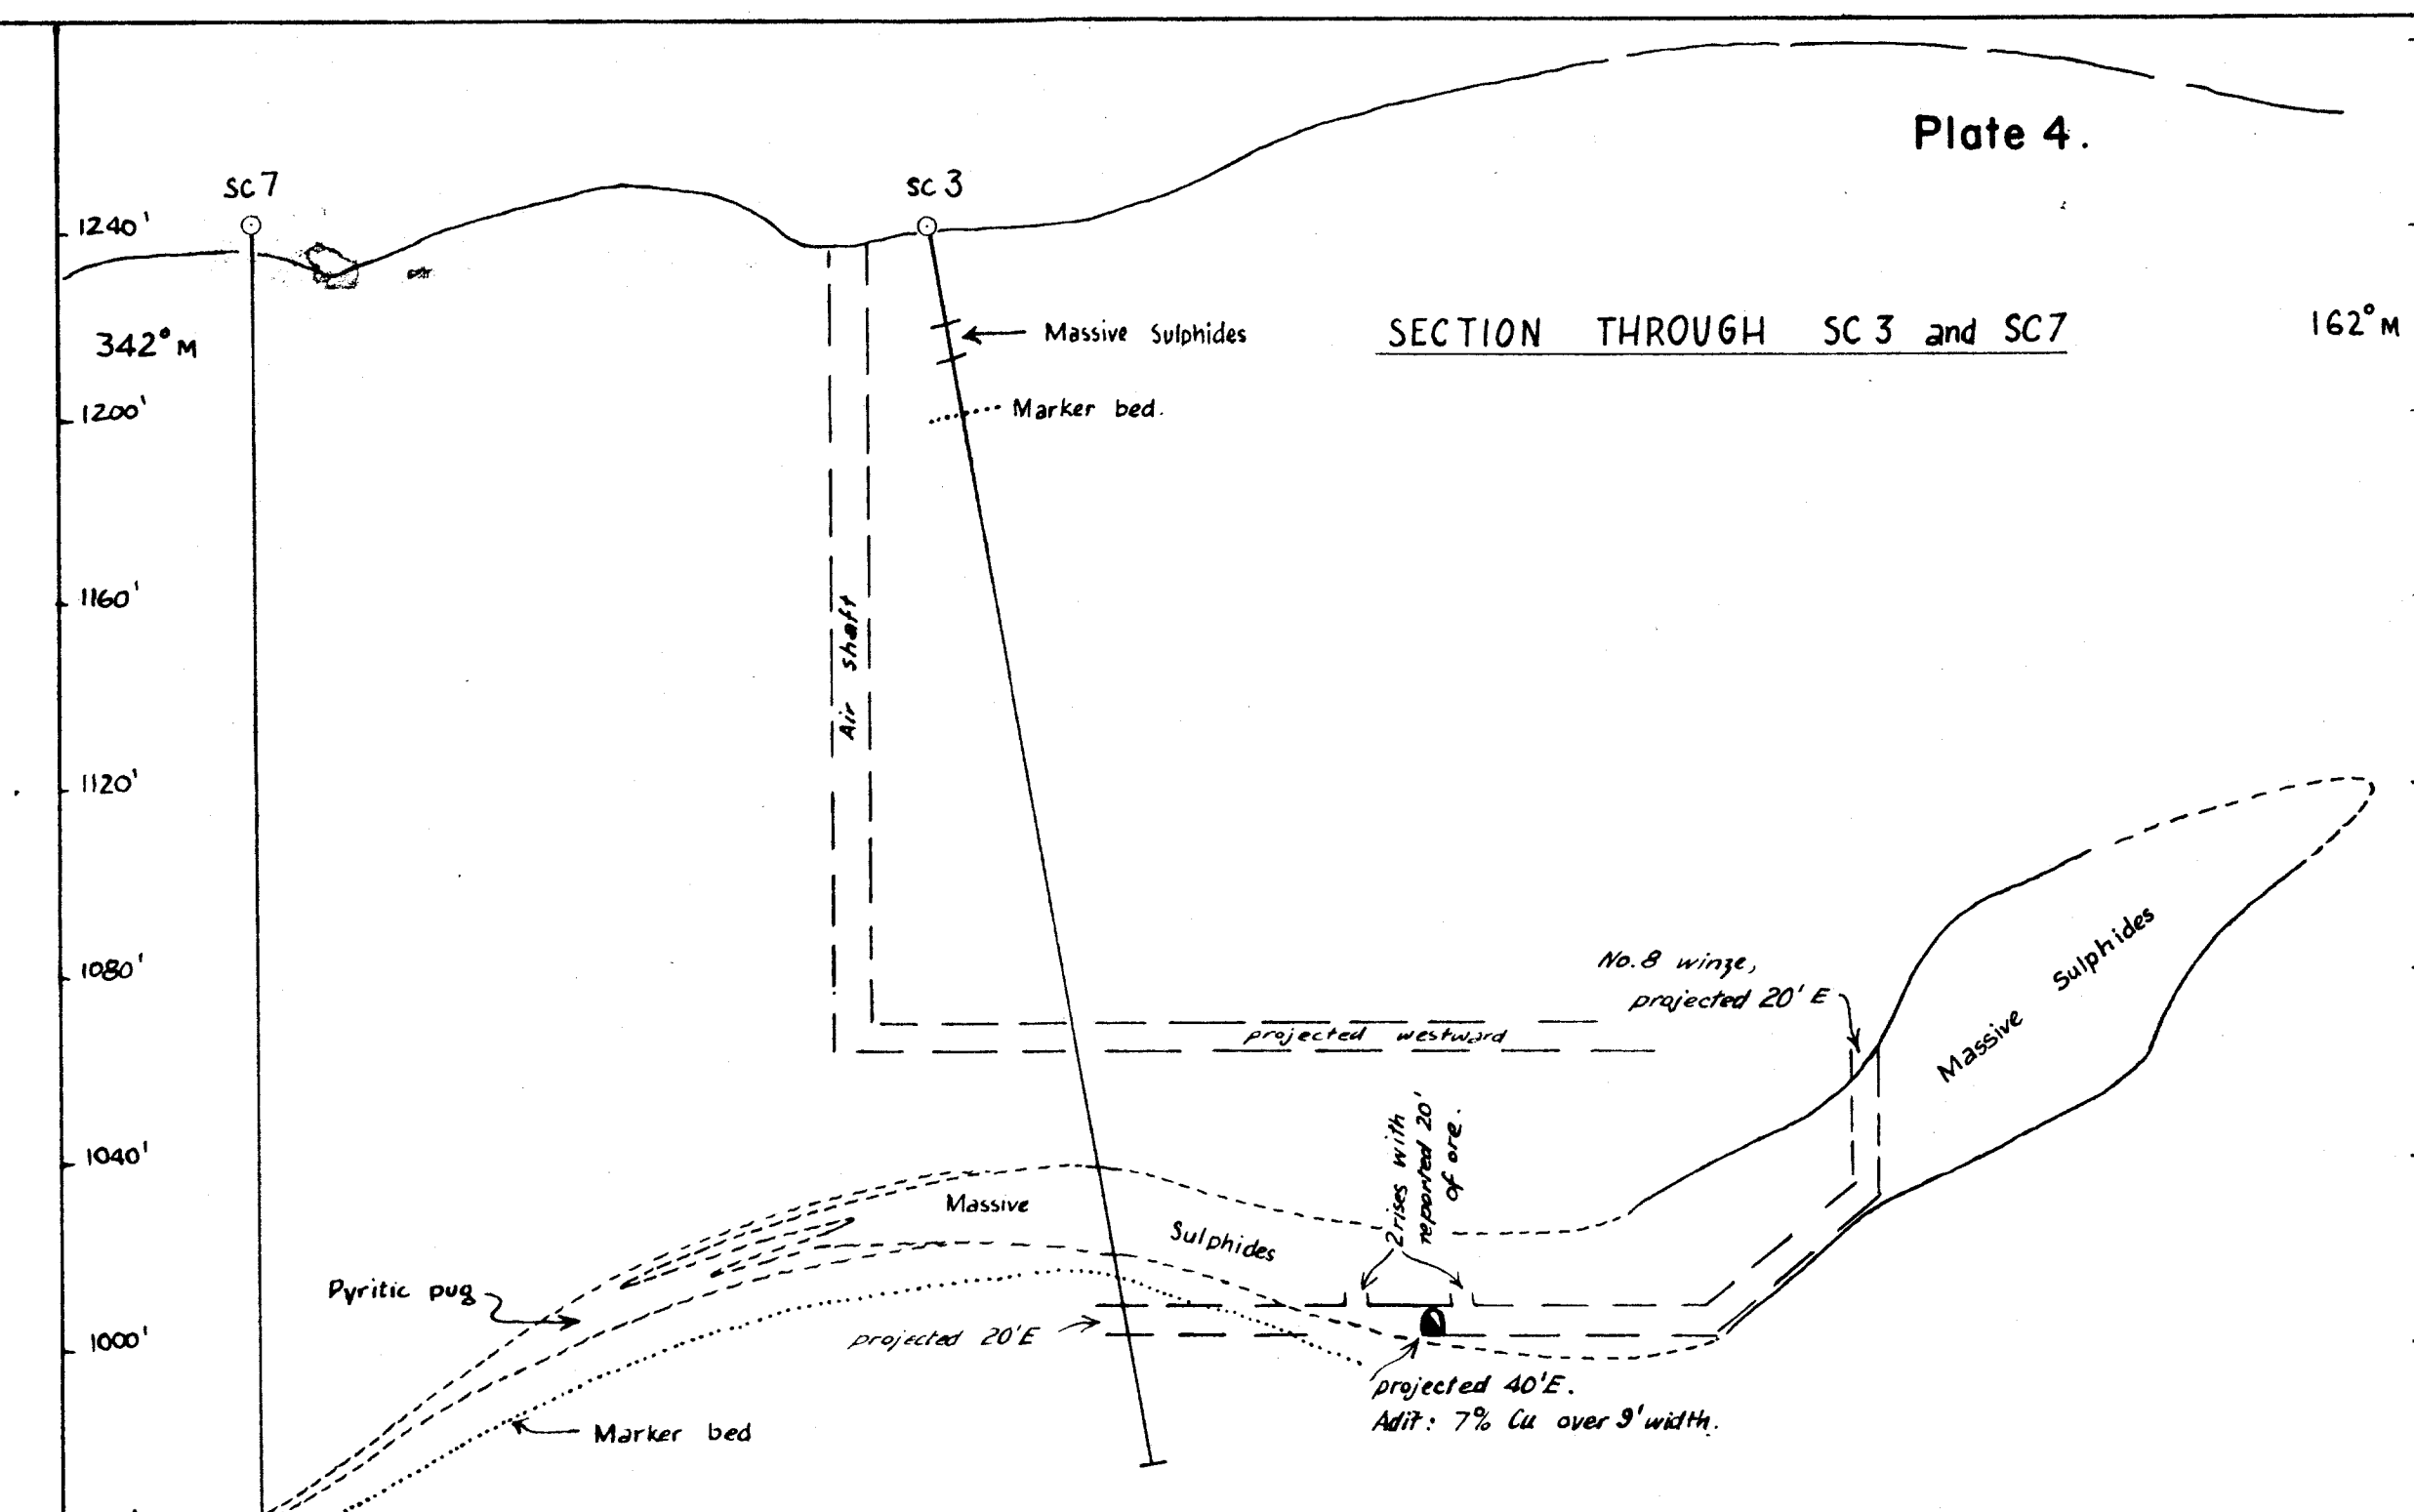 Plate 4.
SC 7
SC 3
1240'
342°M
Massive Sulphides
SECTION THROUGH SC 3 and SC7
162°M
1200'
Marker bed.
1160'
Air shaft
1120'
1080'
No. 8 winze,
projected 20' E
projected westward
Massive Sulphides
1040'
2 rises with
reported 20'
of ore.
Massive
Sulphides
Pyritic pug
1000'
projected 20'E
projected 40'E.
Adit: 7% Cu over 9' width.
Marker bed